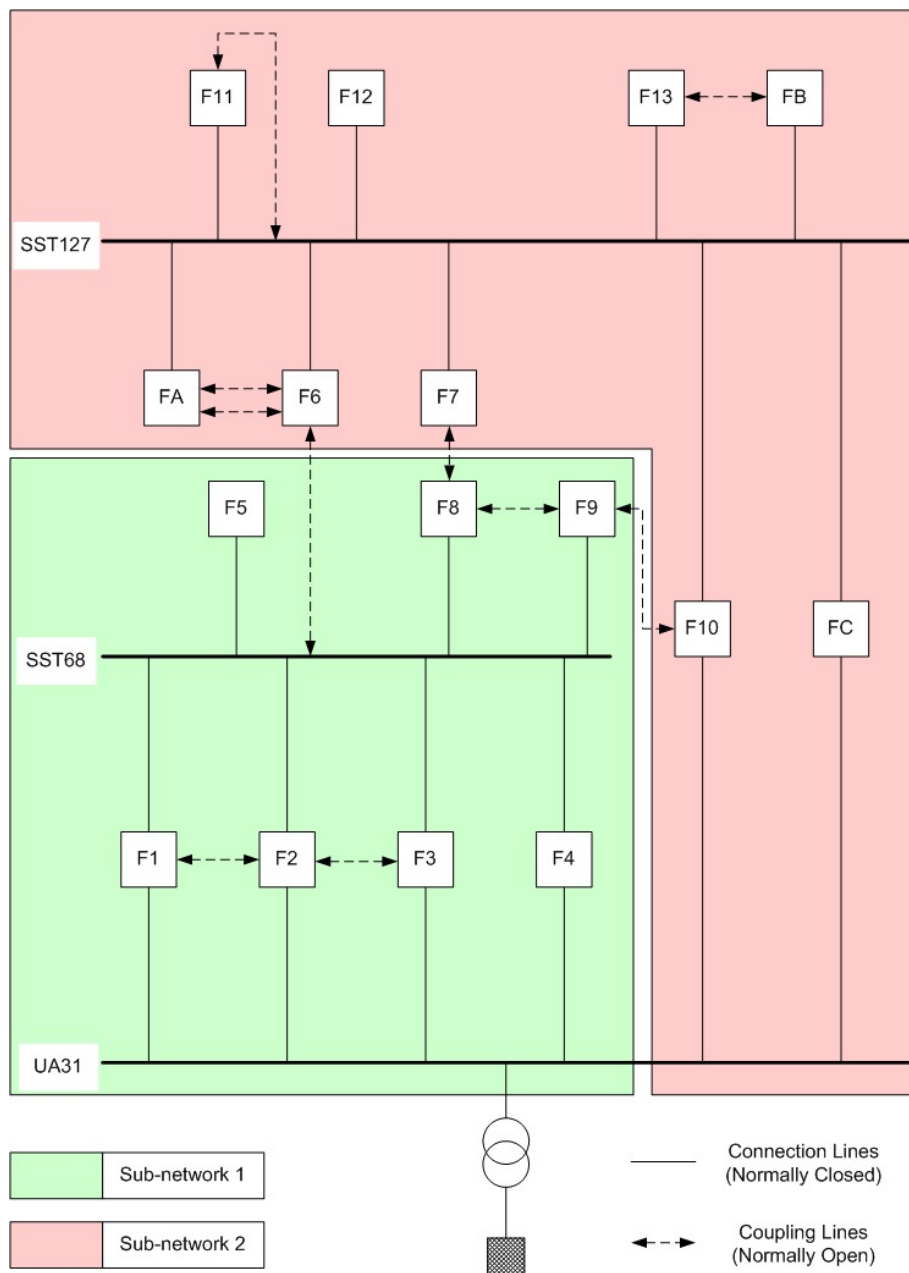 F11
F12
F13
FB
SST127
FA
F6
F7
F5
F8
F9
F10
FC
SST68
F1
F2
F3
F4
UA31
Sub-network 1
Connection Lines
(Normally Closed)
Sub-network 2
Coupling Lines
(Normally Open)